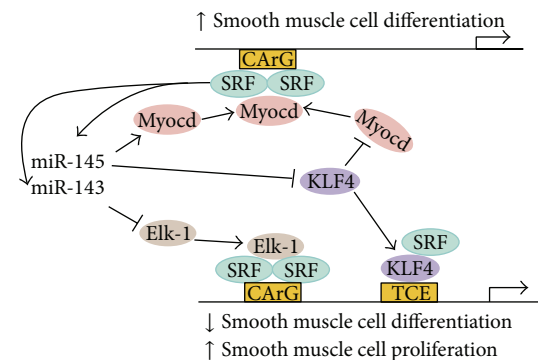 ↑ Smooth muscle cell differentiation
CArG
SRF SRF
Myocd Myocd Myocd
miR-145
miR-143
KLF4
Elk-1 Elk-1
SRF
SRF SRF KLF4
CArG TCE
↓ Smooth muscle cell differentiation
↑ Smooth muscle cell proliferation